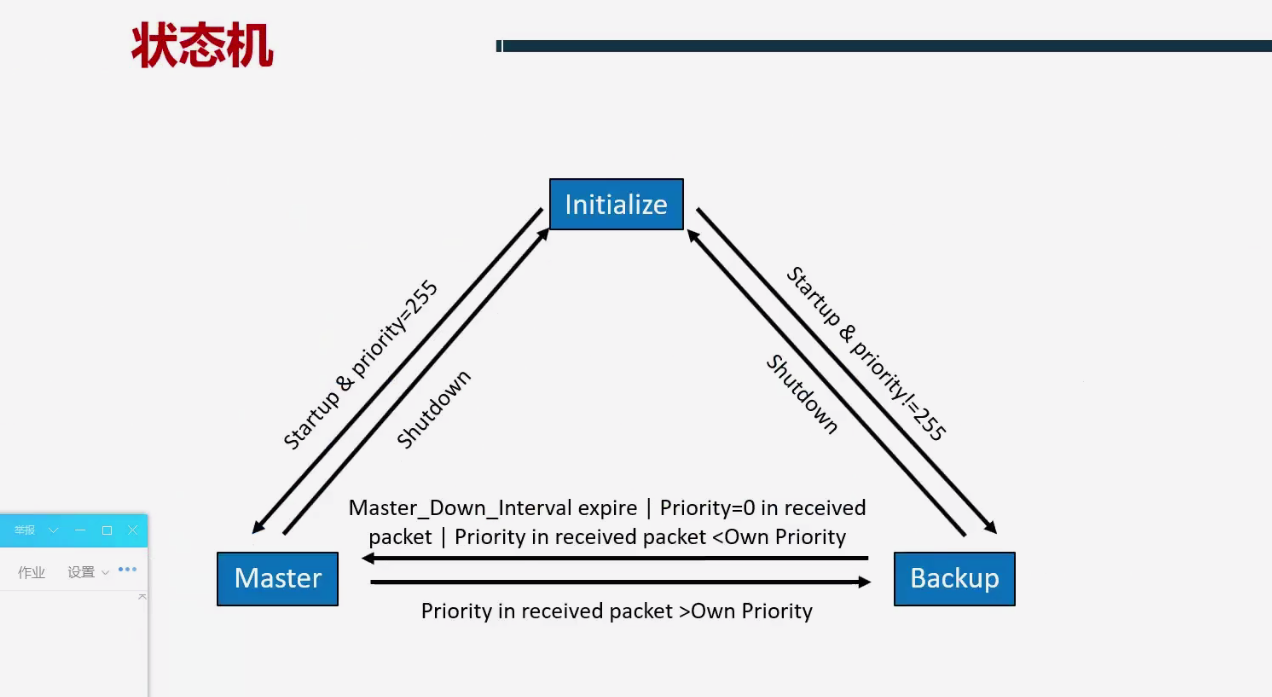 状态机
Initialize
Startup & priority=255
Shutdown
Startup & priority!=255
Shutdown
Master_Down_Interval expire | Priority=0 in received
packet | Priority in received packet <Own Priority
Master
Backup
Priority in received packet >Own Priority
举报
作业 设置